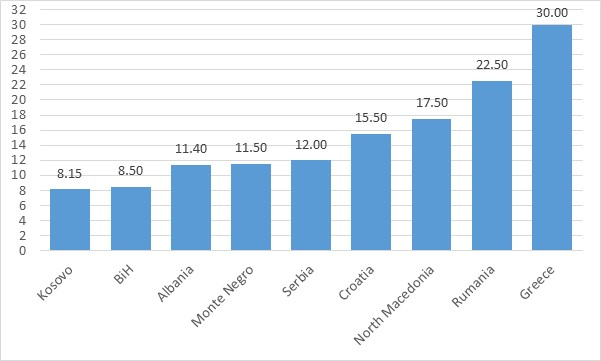 32
30
28
26
24
22
20
18
16
14
12
10
8
6
4
2
0
8.15
8.50
11.40
11.50
12.00
15.50
17.50
22.50
30.00
Kosovo
BiH
Albania
Monte Negro
Serbia
Croatia
North Macedonia
Rumania
Greece